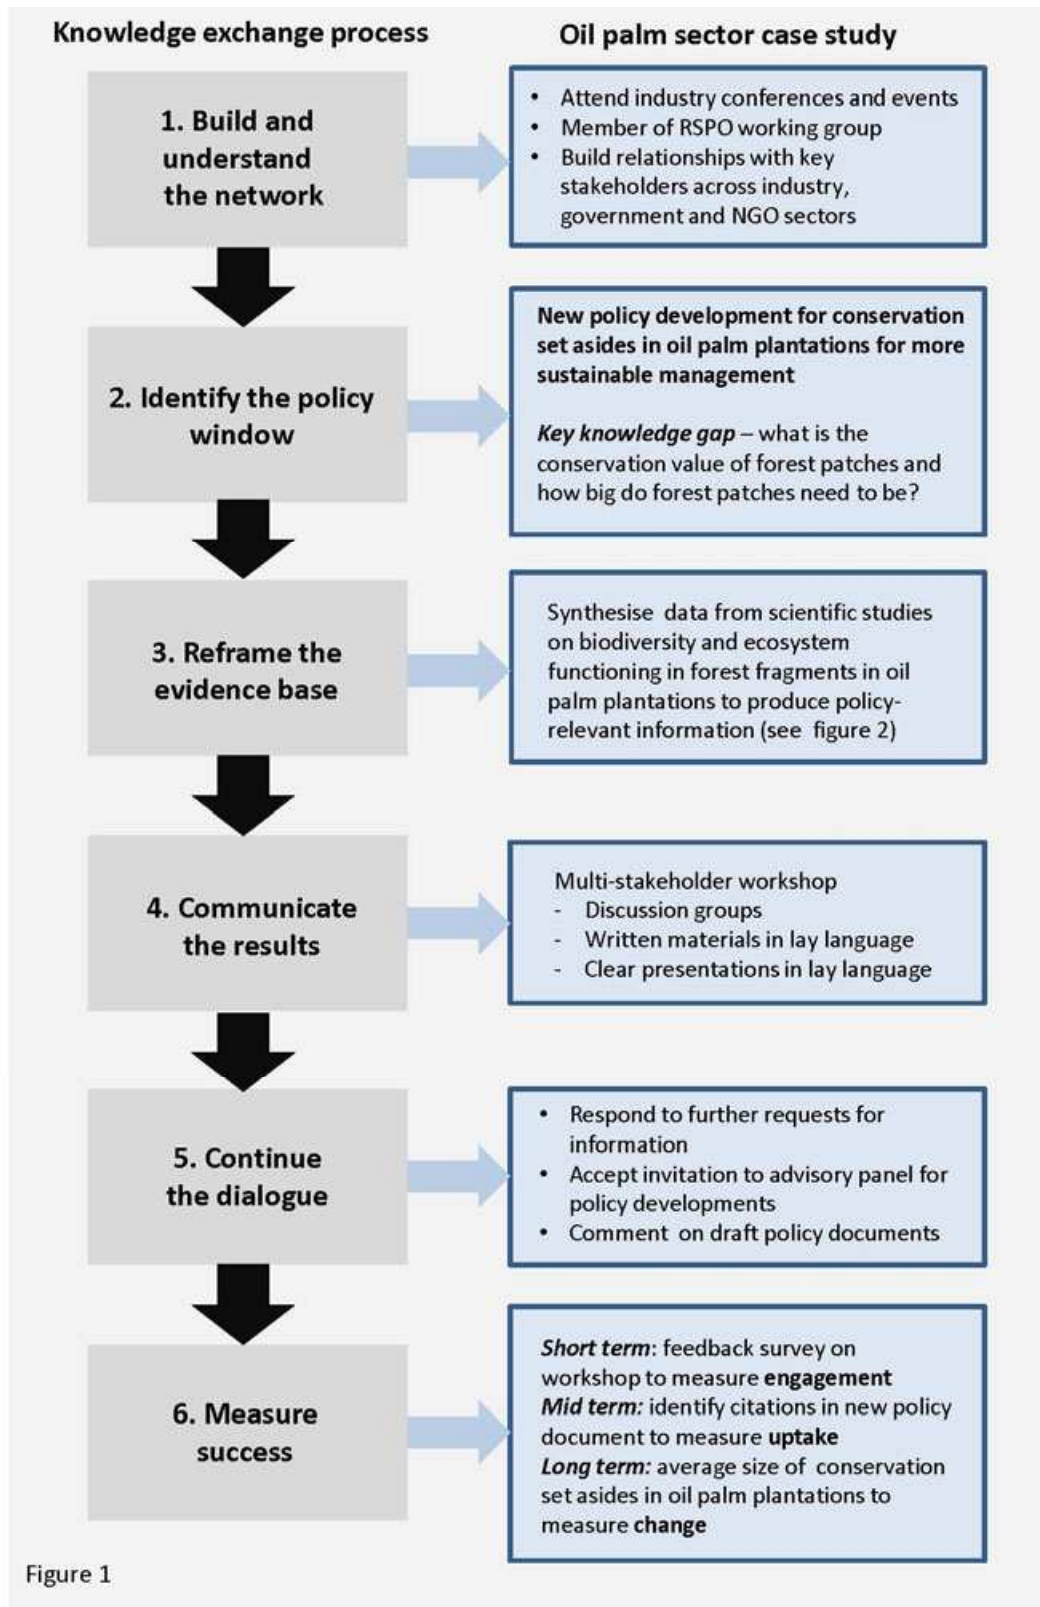 Knowledge exchange process
Oil palm sector case study
1. Build and
understand
the network
• Attend industry conferences and events
• Member of RSPO working group
• Build relationships with key
stakeholders across industry,
government and NGO sectors
2. Identify the policy
window
New policy development for conservation
set asides in oil palm plantations for more
sustainable management
Key knowledge gap – what is the
conservation value of forest patches and
how big do forest patches need to be?
3. Reframe the
evidence base
Synthesise data from scientific studies
on biodiversity and ecosystem
functioning in forest fragments in oil
palm plantations to produce policy-
relevant information (see figure 2)
4. Communicate
the results
Multi-stakeholder workshop
- Discussion groups
- Written materials in lay language
- Clear presentations in lay language
5. Continue
the dialogue
• Respond to further requests for
information
• Accept invitation to advisory panel for
policy developments
• Comment on draft policy documents
6. Measure
success
Short term: feedback survey on
workshop to measure engagement
Mid term: identify citations in new policy
document to measure uptake
Long term: average size of conservation
set asides in oil palm plantations to
measure change
Figure 1